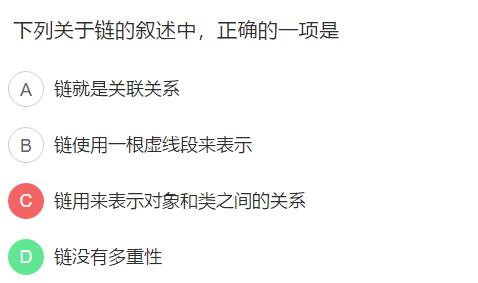 下列关于链的叙述中，正确的一项是
A 链就是关联关系
B 链使用一根虚线段来表示
C 链用来表示对象和类之间的关系
D 链没有多重性